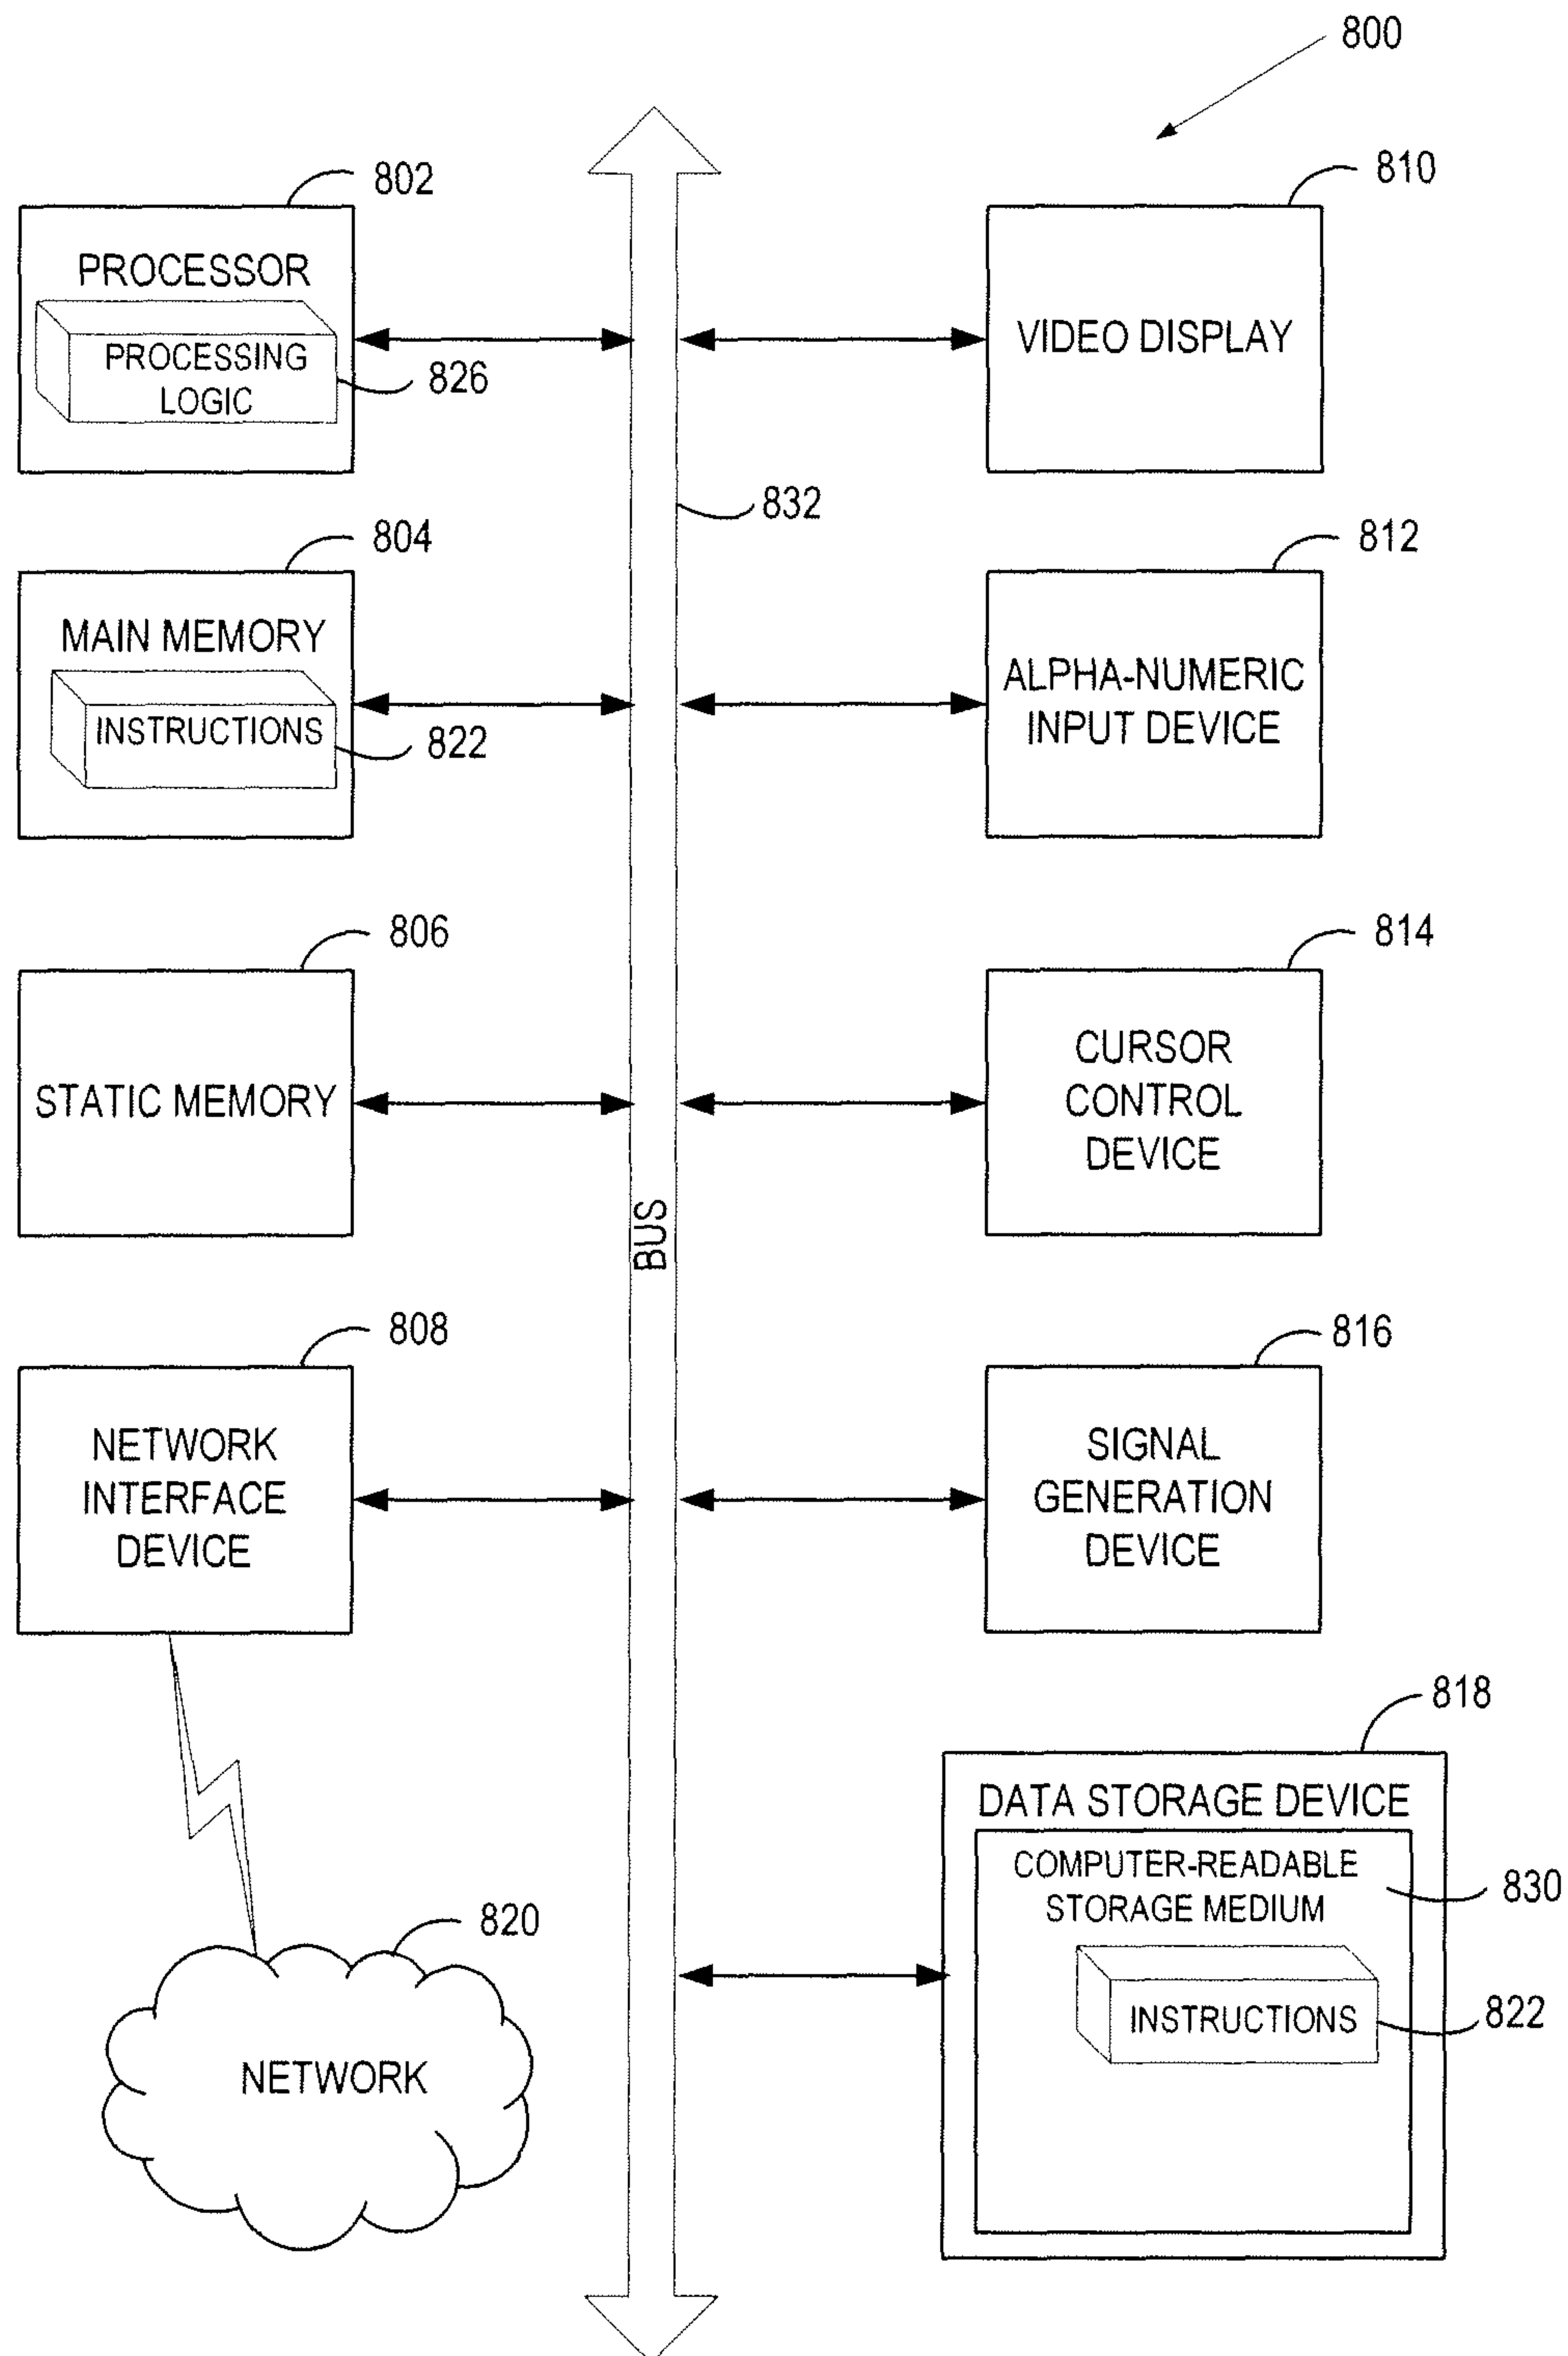 800
802
PROCESSOR
PROCESSING
LOGIC
826
810
VIDEO DISPLAY
832
804
MAIN MEMORY
INSTRUCTIONS
822
812
ALPHA-NUMERIC
INPUT DEVICE
806
STATIC MEMORY
814
CURSOR
CONTROL
DEVICE
BUS
808
NETWORK
INTERFACE
DEVICE
816
SIGNAL
GENERATION
DEVICE
818
DATA STORAGE DEVICE
COMPUTER-READABLE
STORAGE MEDIUM
830
INSTRUCTIONS
822
820
NETWORK